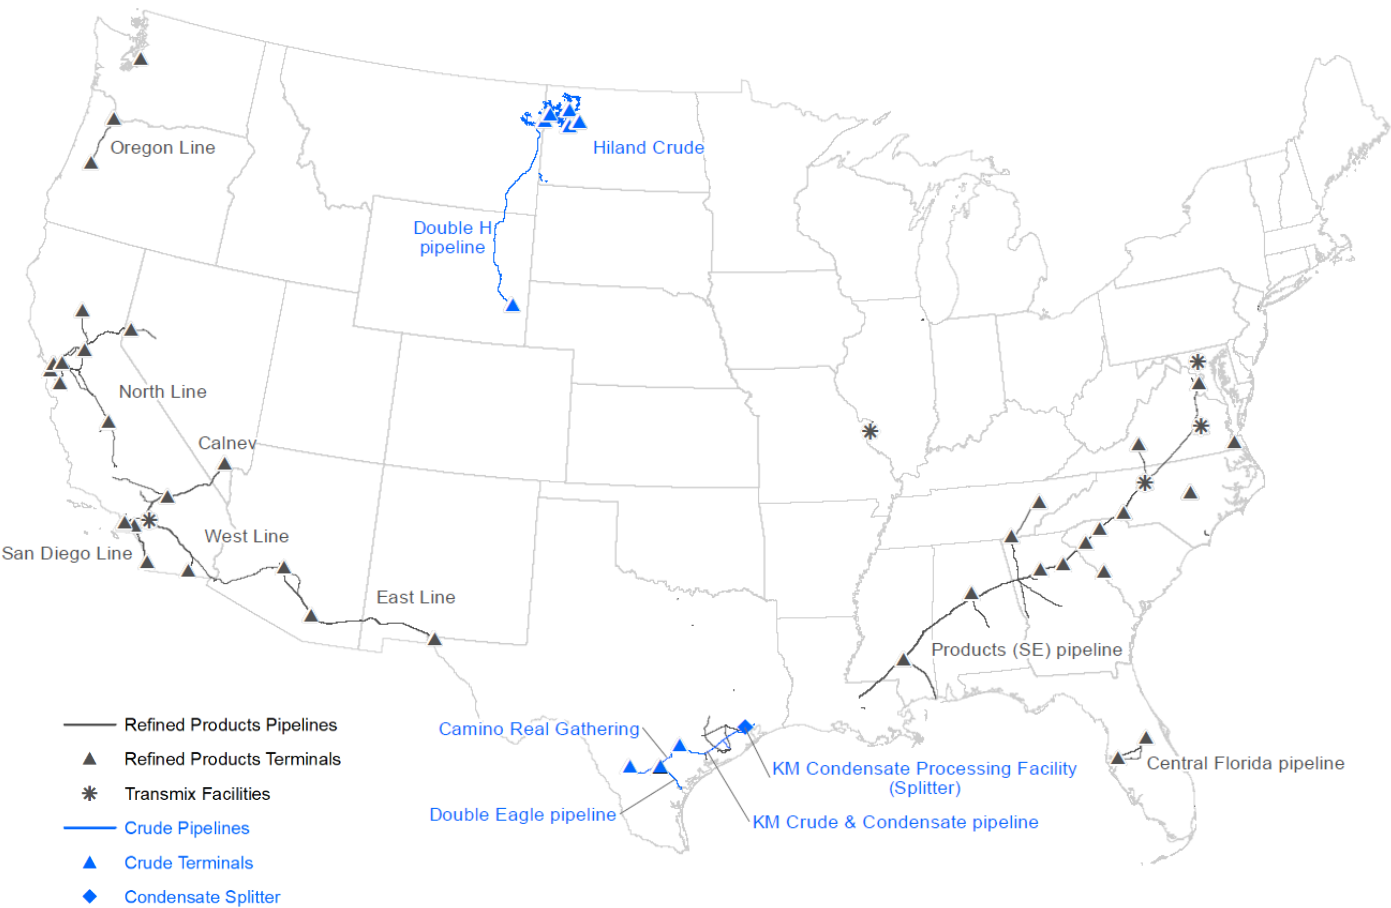 Oregon Line
Hiland Crude
Double H
pipeline
North Line
Calnev
West Line
San Diego Line
East Line
Products (SE) pipeline
Refined Products Pipelines
Refined Products Terminals
Transmix Facilities
Crude Pipelines
Crude Terminals
Condensate Splitter
Camino Real Gathering
Double Eagle pipeline
KM Condensate Processing Facility
(Splitter)
KM Crude & Condensate pipeline
Central Florida pipeline